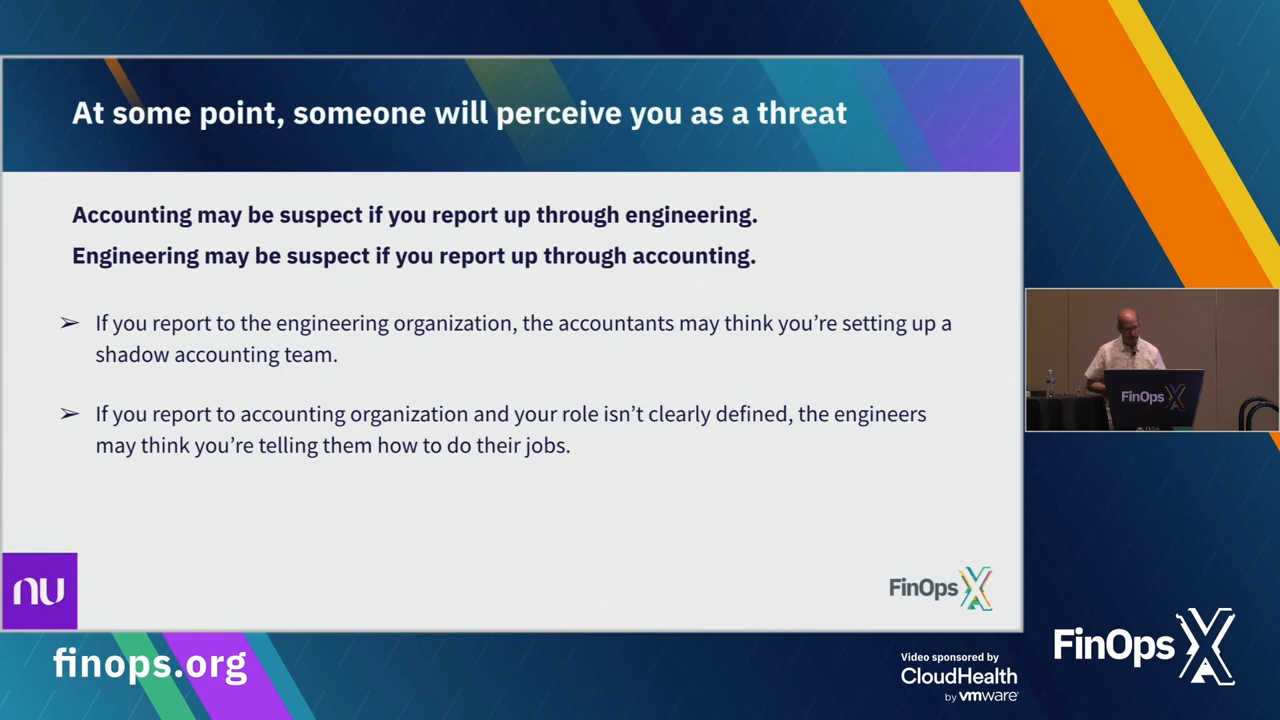 At some point, someone will perceive you as a threat
Accounting may be suspect if you report up through engineering.
Engineering may be suspect if you report up through accounting.
➢ If you report to the engineering organization, the accountants may think you’re setting up a
shadow accounting team.
➢ If you report to accounting organization and your role isn’t clearly defined, the engineers
may think you’re telling them how to do their jobs.
nu
FinOps X
FinOps X
finops.org
Video sponsored by
CloudHealth
by vmware
FinOps X